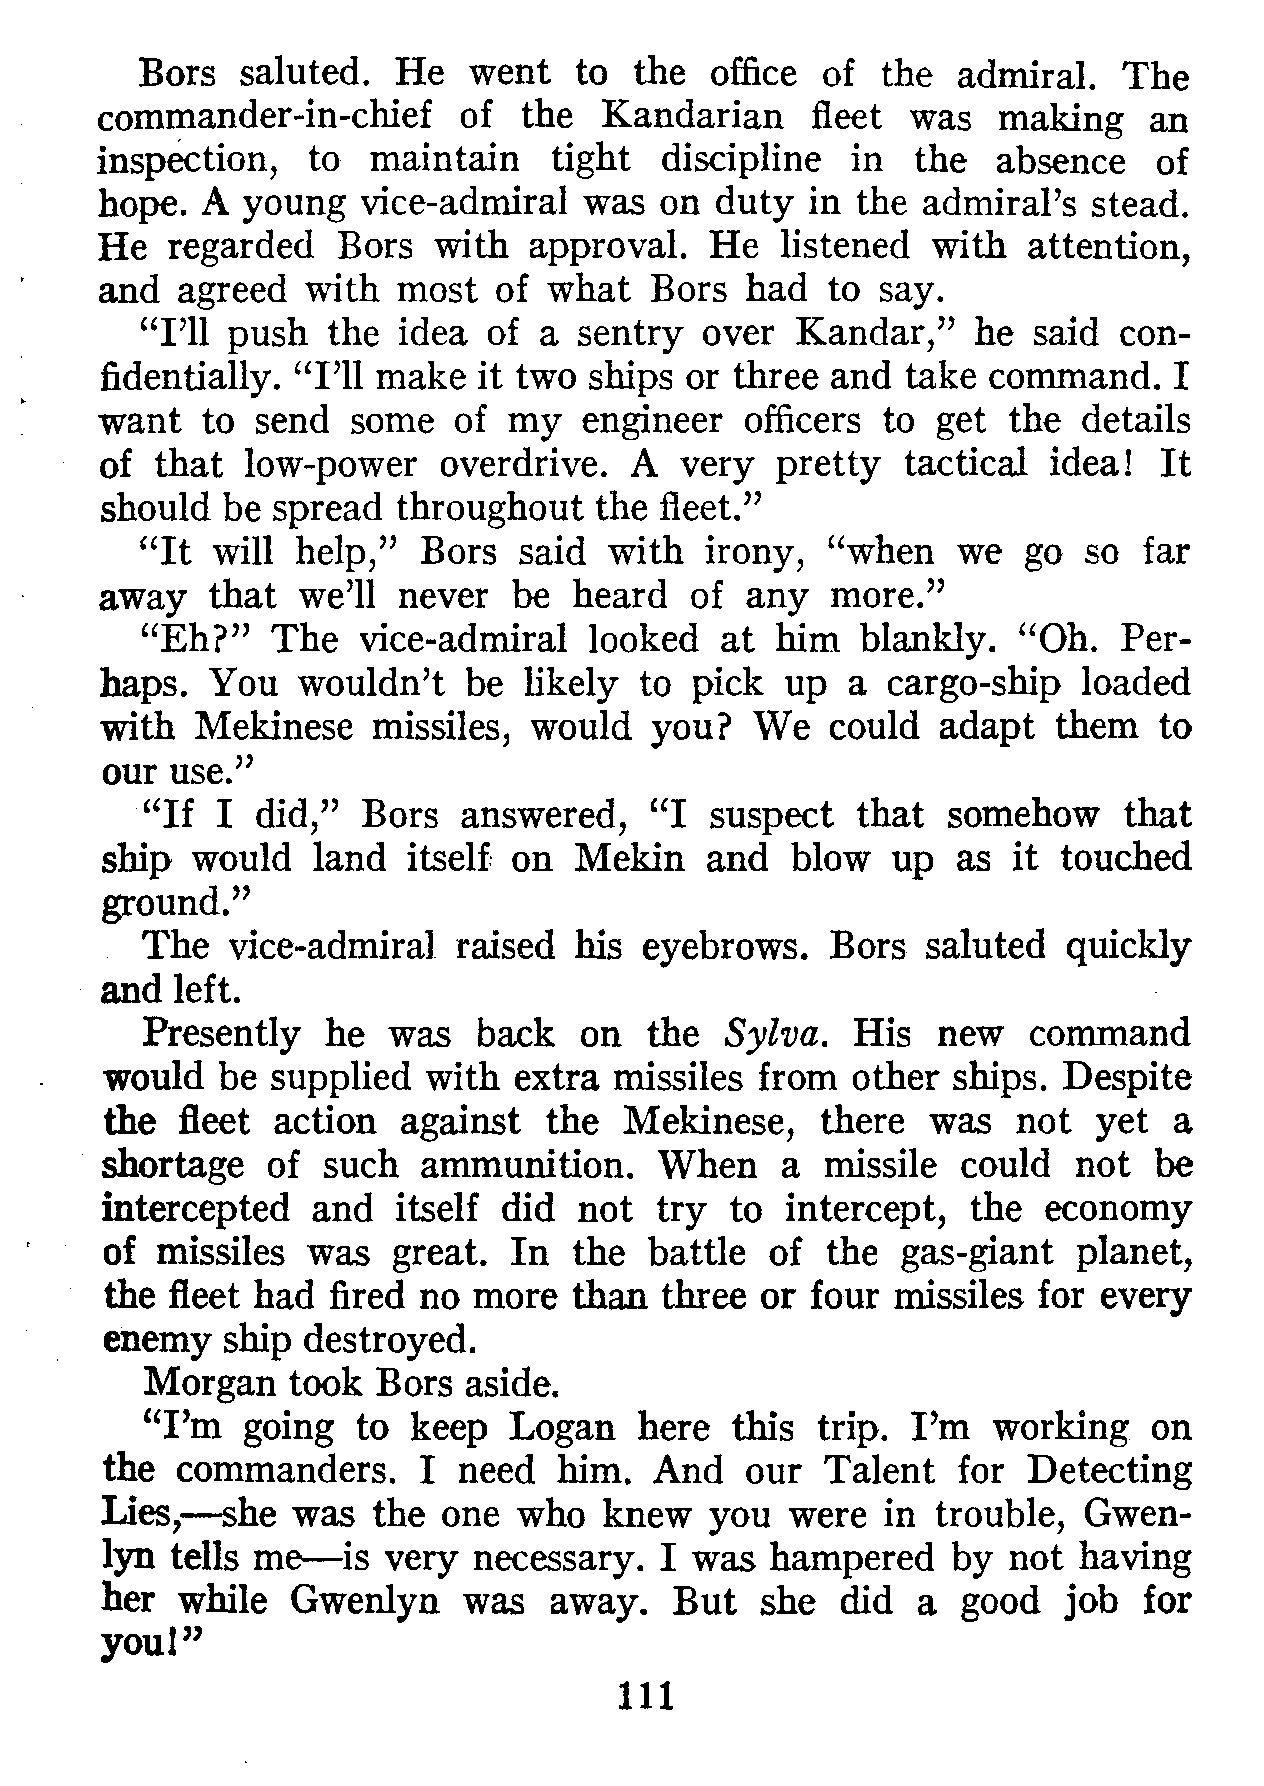 Bors saluted. He went to the office of the admiral. The
commander-in-chief of the Kandarian fleet was making an
inspection, to maintain tight discipline in the absence of
hope. A young vice-admiral was on duty in the admiral's stead.
He regarded Bors with approval. He listened with attention,
and agreed with most of what Bors had to say.
“I'll push the idea of a sentry over Kandar,” he said con-
fidentially. “I'll make it two ships or three and take command. I
want to send some of my engineer officers to get the details
of that low-power overdrive. A very pretty tactical idea! It
should be spread throughout the fleet.”
“It will help,” Bors said with irony, “when we go so far
away that we'll never be heard of any more.”
“Eh?” The vice-admiral looked at him blankly. “Oh. Per-
haps. You wouldn't be likely to pick up a cargo-ship loaded
with Mekinese missiles, would you? We could adapt them to
our use.”
“If I did,” Bors answered, “I suspect that somehow that
ship would land itself on Mekin and blow up as it touched
ground.”
The vice-admiral raised his eyebrows. Bors saluted quickly
and left.
Presently he was back on the Sylva. His new command
would be supplied with extra missiles from other ships. Despite
the fleet action against the Mekinese, there was not yet a
shortage of such ammunition. When a missile could not be
intercepted and itself did not try to intercept, the economy
of missiles was great. In the battle of the gas-giant planet,
the fleet had fired no more than three or four missiles for every
enemy ship destroyed.
Morgan took Bors aside.
“I'm going to keep Logan here this trip. I'm working on
the commanders. I need him. And our Talent for Detecting
Lies,—she was the one who knew you were in trouble, Gwen-
lyn tells me—is very necessary. I was hampered by not having
her while Gwenlyn was away. But she did a good job for
you!”
111